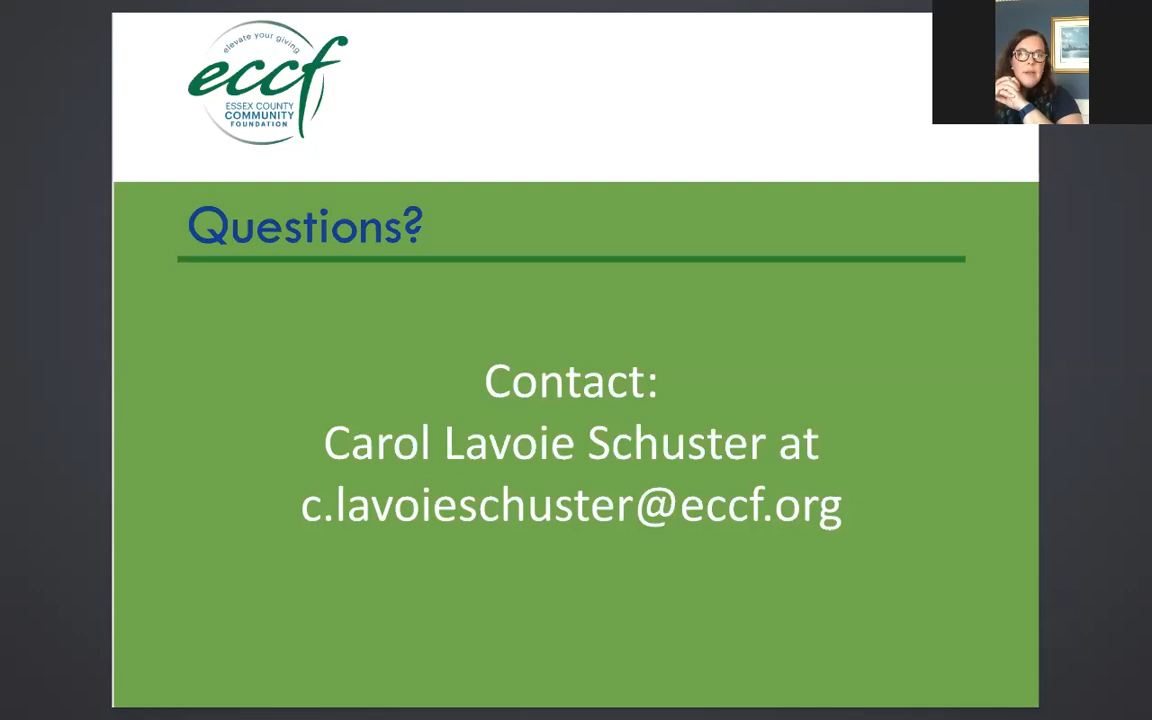 elevate your giving
eccf
ESSEX COUNTY
COMMUNITY
FOUNDATION
Questions?
Contact:
Carol Lavoie Schuster at
c.lavoieschuster@eccf.org